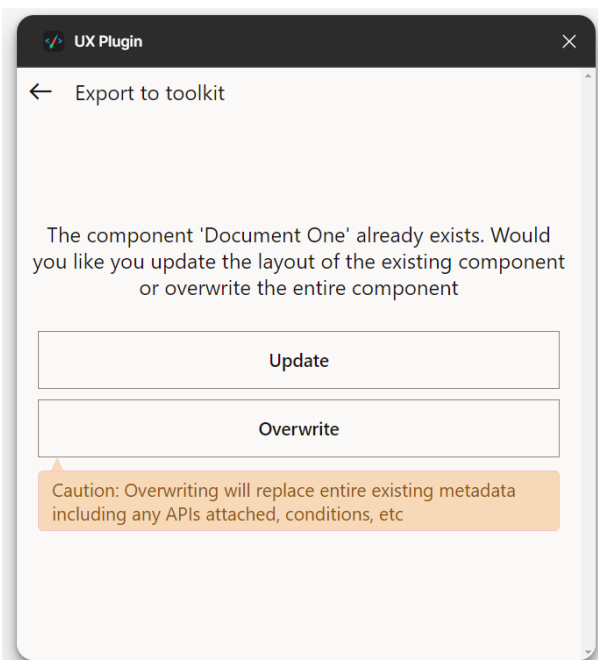 UX Plugin
Export to toolkit
The component 'Document One' already exists. Would
you like you update the layout of the existing component
or overwrite the entire component
Update
Overwrite
Caution: Overwriting will replace entire existing metadata
including any APIs attached, conditions, etc